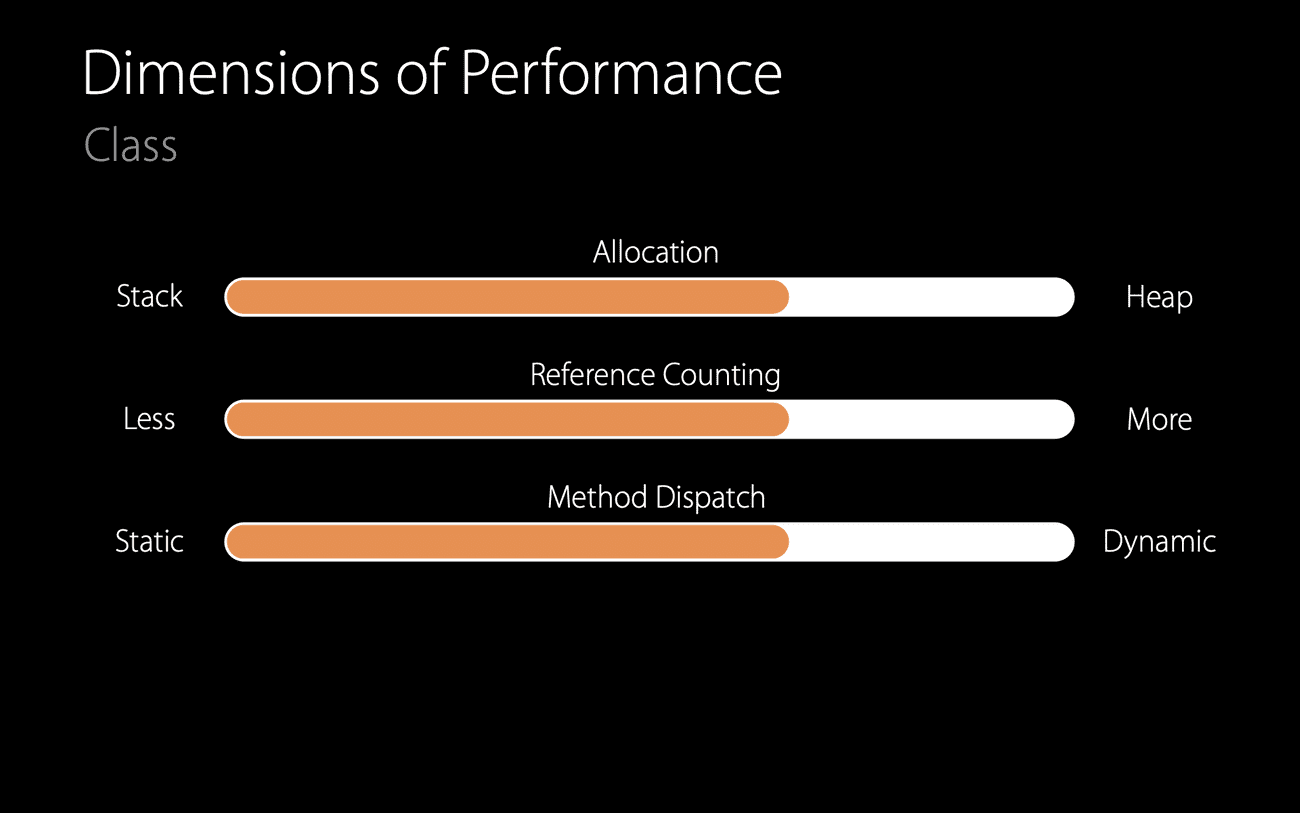 Dimensions of Performance
Class
Allocation
Stack
Heap
Reference Counting
Less
More
Method Dispatch
Static
Dynamic